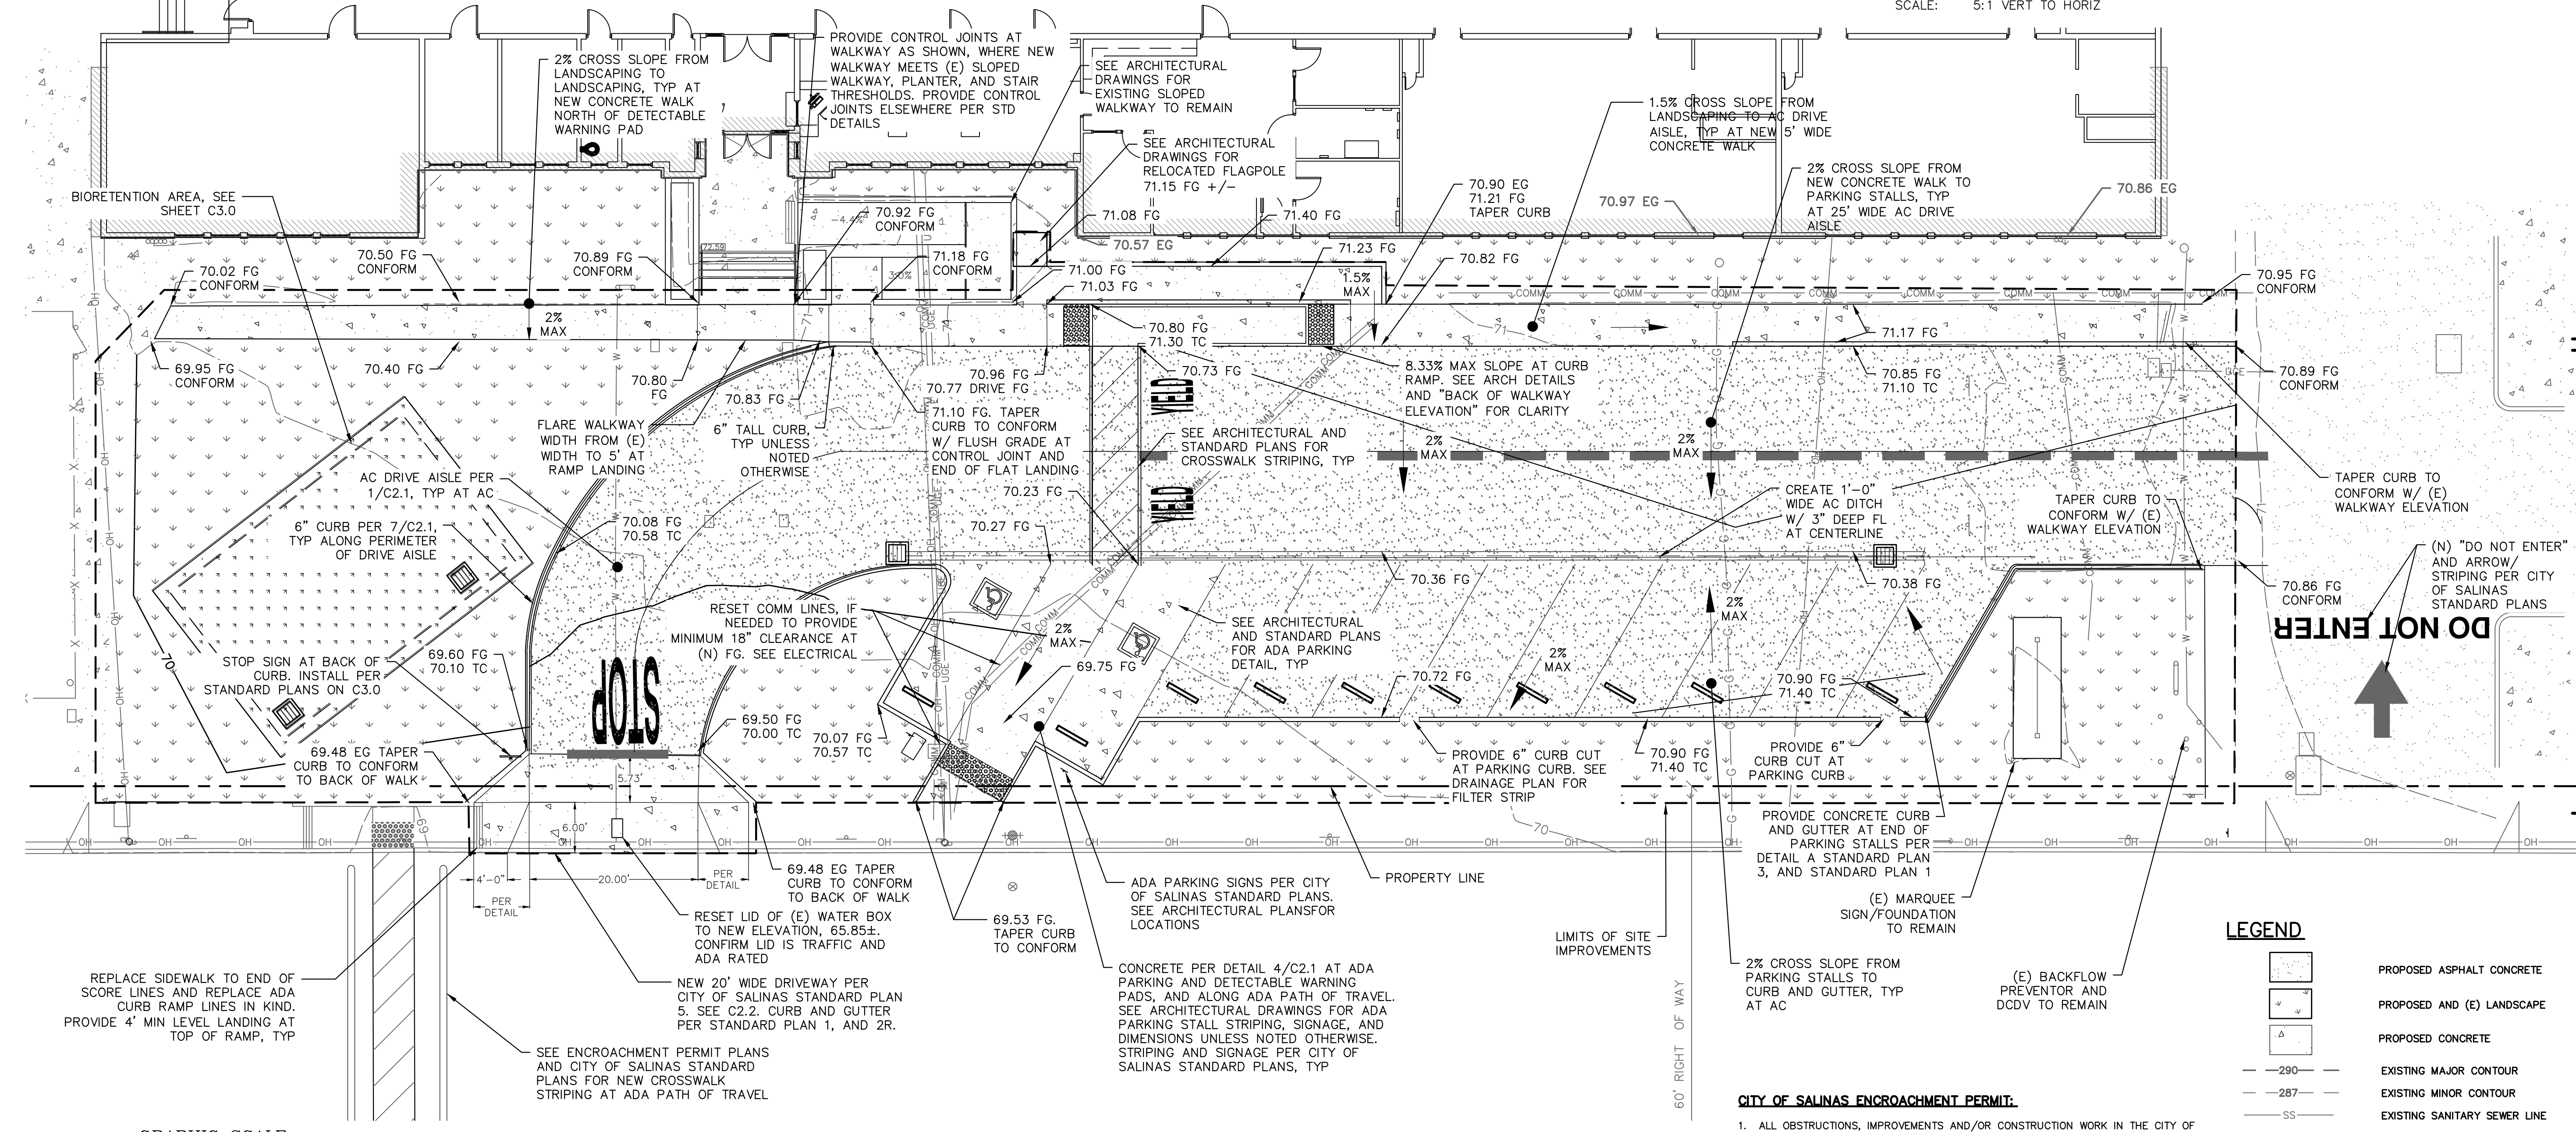 SCALE: 5:1 VERT TO HORIZ
2% CROSS SLOPE FROM
LANDSCAPING TO
LANDSCAPING, TYP AT
NEW CONCRETE WALK
NORTH OF DETECTABLE
WARNING PAD
PROVIDE CONTROL JOINTS AT
WALKWAY AS SHOWN, WHERE NEW
WALKWAY MEETS (E) SLOPED
WALKWAY, PLANTER, AND STAIR
THRESHOLDS. PROVIDE CONTROL
JOINTS ELSEWHERE PER STD
DETAILS
SEE ARCHITECTURAL
DRAWINGS FOR
EXISTING SLOPED
WALKWAY TO REMAIN
SEE ARCHITECTURAL
DRAWINGS FOR
RELOCATED FLAGPOLE
71.15 FG +/-
1.5% CROSS SLOPE FROM
LANDSCAPING TO AC DRIVE
AISLE, TYP AT NEW 5' WIDE
CONCRETE WALK
2% CROSS SLOPE FROM
NEW CONCRETE WALK TO
PARKING STALLS, TYP
AT 25' WIDE AC DRIVE
AISLE
BIORETENTION AREA, SEE
SHEET C3.0
70.90 EG
71.21 FG
TAPER CURB
70.97 EG
70.86 EG
71.08 FG
71.40 FG
70.57 EG
-4.4%
70.92 FG
CONFORM
72.59
3.0%
71.18 FG
CONFORM
71.00 FG
71.03 FG
71.23 FG
70.82 FG
1.5%
MAX
70.02 FG
CONFORM
70.50 FG
CONFORM
70.89 FG
CONFORM
70.95 FG
CONFORM
COMM COMM COMM COMM COMM COMM COMM COMM
2%
MAX
71
71
71
71.17 FG
70.80 FG
71.30 TC
69.95 FG
CONFORM
70.40 FG
70.80
FG
70.83 FG
70.96 FG
70.77 DRIVE FG
70.73 FG
8.33% MAX SLOPE AT CURB
RAMP. SEE ARCH DETAILS
AND "BACK OF WALKWAY
ELEVATION" FOR CLARITY
70.85 FG
71.10 TC
70.89 FG
CONFORM
FLARE WALKWAY
WIDTH FROM (E)
WIDTH TO 5' AT
RAMP LANDING
6" TALL CURB,
TYP UNLESS
NOTED
OTHERWISE
71.10 FG. TAPER
CURB TO CONFORM
W/ FLUSH GRADE AT
CONTROL JOINT AND
END OF FLAT LANDING
SEE ARCHITECTURAL AND
STANDARD PLANS FOR
CROSSWALK STRIPING, TYP
2%
MAX
2%
MAX
AC DRIVE AISLE PER
1/C2.1, TYP AT AC
70.23 FG
CREATE 1'-0"
WIDE AC DITCH
W/ 3" DEEP FL
AT CENTERLINE
TAPER CURB TO
CONFORM W/ (E)
WALKWAY ELEVATION
TAPER CURB TO
CONFORM W/ (E)
WALKWAY ELEVATION
6" CURB PER 7/C2.1,
TYP ALONG PERIMETER
OF DRIVE AISLE
70.08 FG
70.58 TC
70.27 FG
70.36 FG
70.38 FG
70.86 FG
CONFORM
(N) "DO NOT ENTER"
AND ARROW/
STRIPING PER CITY
OF SALINAS
STANDARD PLANS
DO NOT ENTER
RESET COMM LINES, IF
NEEDED TO PROVIDE
MINIMUM 18" CLEARANCE AT
(N) FG. SEE ELECTRICAL
2%
MAX
SEE ARCHITECTURAL
AND STANDARD PLANS
FOR ADA PARKING
DETAIL, TYP
2%
MAX
2%
MAX
70
STOP SIGN AT BACK OF
CURB. INSTALL PER
STANDARD PLANS ON C3.0
69.60 FG
70.10 TC
STOP
69.75 FG
70.72 FG
70.90 FG
71.40 TC
69.50 FG
70.00 TC
70.07 FG
70.57 TC
69.48 EG TAPER
CURB TO CONFORM
TO BACK OF WALK
5.73'
PROVIDE 6" CURB CUT
AT PARKING CURB. SEE
DRAINAGE PLAN FOR
FILTER STRIP
70.90 FG
71.40 TC
PROVIDE 6"
CURB CUT AT
PARKING CURB
69
6.00'
70
PROVIDE CONCRETE CURB
AND GUTTER AT END OF
PARKING STALLS PER
DETAIL A STANDARD PLAN
3, AND STANDARD PLAN 1
OH OH OH OH OH OH OH OH OH OH
4'-0"
20.00'
PER
DETAIL
PER
DETAIL
69.48 EG TAPER
CURB TO CONFORM
TO BACK OF WALK
ADA PARKING SIGNS PER CITY
OF SALINAS STANDARD PLANS.
SEE ARCHITECTURAL PLANSFOR
LOCATIONS
PROPERTY LINE
(E) MARQUEE
SIGN/FOUNDATION
TO REMAIN
RESET LID OF (E) WATER BOX
TO NEW ELEVATION, 65.85±.
CONFIRM LID IS TRAFFIC AND
ADA RATED
69.53 FG.
TAPER CURB
TO CONFORM
LIMITS OF SITE
IMPROVEMENTS
LEGEND
REPLACE SIDEWALK TO END OF
SCORE LINES AND REPLACE ADA
CURB RAMP LINES IN KIND.
PROVIDE 4' MIN LEVEL LANDING AT
TOP OF RAMP, TYP
NEW 20' WIDE DRIVEWAY PER
CITY OF SALINAS STANDARD PLAN
5. SEE C2.2. CURB AND GUTTER
PER STANDARD PLAN 1, AND 2R.
CONCRETE PER DETAIL 4/C2.1 AT ADA
PARKING AND DETECTABLE WARNING
PADS, AND ALONG ADA PATH OF TRAVEL.
SEE ARCHITECTURAL DRAWINGS FOR ADA
PARKING STALL STRIPING, SIGNAGE, AND
DIMENSIONS UNLESS NOTED OTHERWISE.
STRIPING AND SIGNAGE PER CITY OF
SALINAS STANDARD PLANS, TYP
2% CROSS SLOPE FROM
PARKING STALLS TO
CURB AND GUTTER, TYP
AT AC
(E) BACKFLOW
PREVENTOR AND
DCDV TO REMAIN
SEE ENCROACHMENT PERMIT PLANS
AND CITY OF SALINAS STANDARD
PLANS FOR NEW CROSSWALK
STRIPING AT ADA PATH OF TRAVEL
60' RIGHT OF WAY
PROPOSED ASPHALT CONCRETE
PROPOSED AND (E) LANDSCAPE
PROPOSED CONCRETE
290 EXISTING MAJOR CONTOUR
287 EXISTING MINOR CONTOUR
SS EXISTING SANITARY SEWER LINE
CITY OF SALINAS ENCROACHMENT PERMIT:
1. ALL OBSTRUCTIONS, IMPROVEMENTS AND/OR CONSTRUCTION WORK IN THE CITY OF
GRAPHIC SCALE